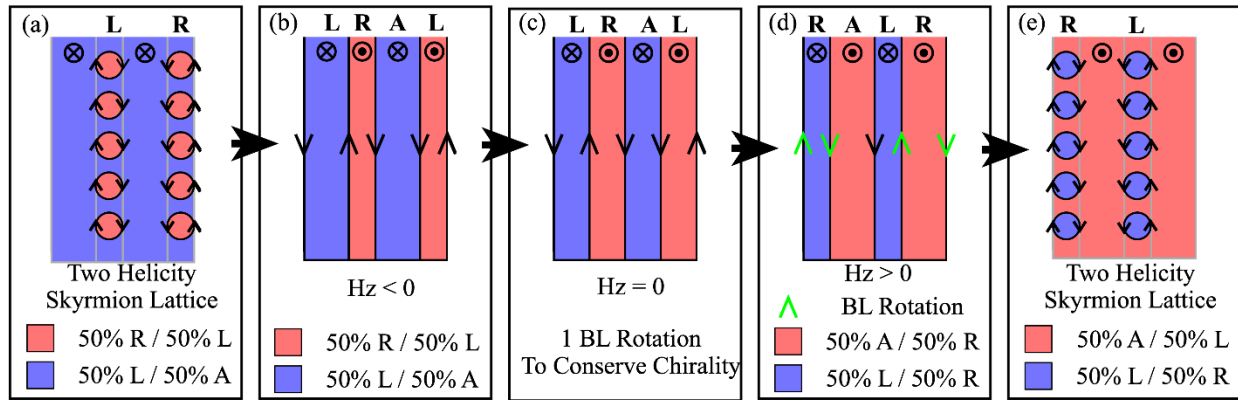 (a) L R
Two Helicity
Skyrmion Lattice
50% R / 50% L
50% L / 50% A
(b) L R A L
Hz < 0
50% R / 50% L
50% L / 50% A
(c) L R A L
Hz = 0
1 BL Rotation
To Conserve Chirality
(d) R A L R
Hz > 0
BL Rotation
50% A / 50% R
50% L / 50% R
(e) R L
Two Helicity
Skyrmion Lattice
50% A / 50% L
50% L / 50% R